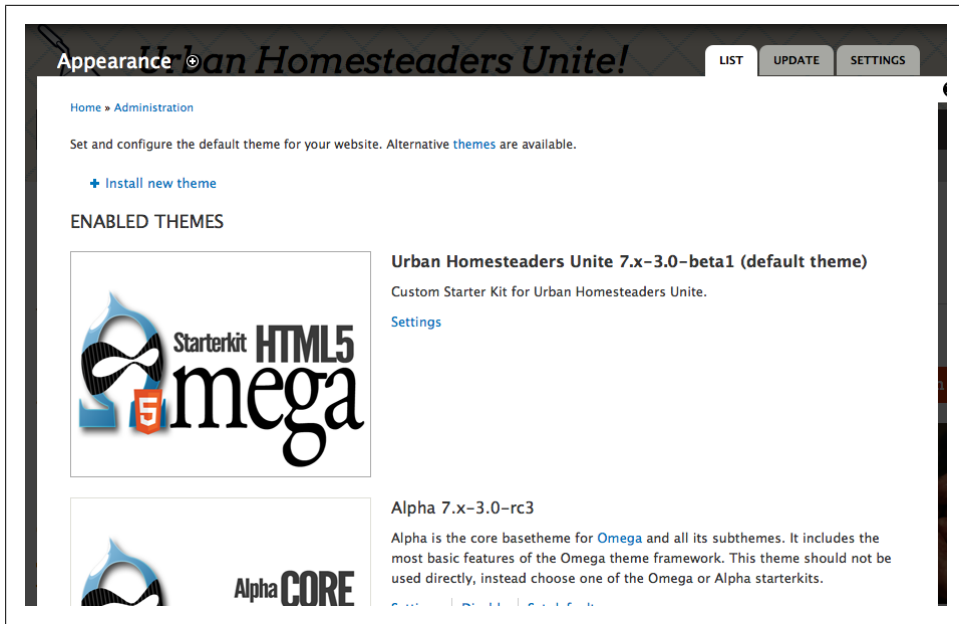 Urban Homesteaders Unite!
Appearance
LIST UPDATE SETTINGS
Home » Administration
Set and configure the default theme for your website. Alternative themes are available.
+ Install new theme
ENABLED THEMES
Urban Homesteaders Unite 7.x-3.0-beta1 (default theme)
Custom Starter Kit for Urban Homesteaders Unite.
Settings
Starterkit HTML5
5
Omega
Alpha 7.x-3.0-rc3
Alpha is the core basetheme for Omega and all its subthemes. It includes the
most basic features of the Omega theme framework. This theme should not be
used directly, instead choose one of the Omega or Alpha starterkits.
Alpha CORE